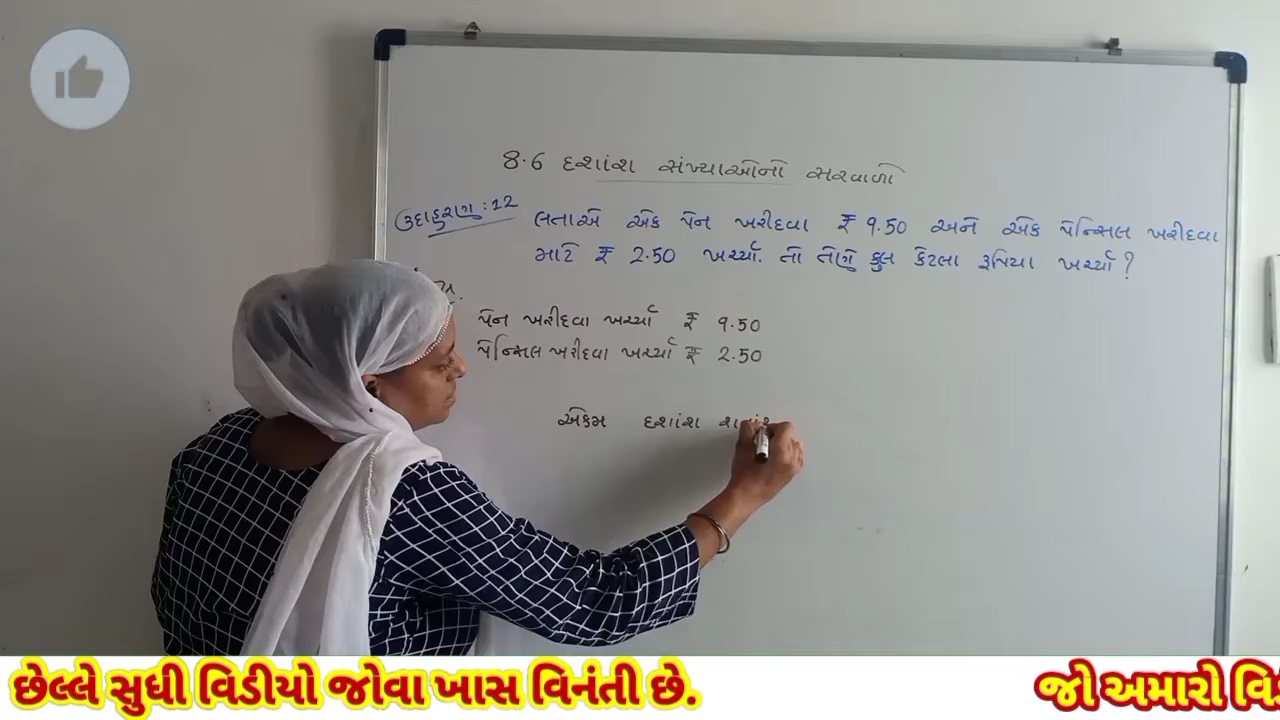 8.6 દશાંશ સંખ્યાઓનો સરવાળો
ઉદાહરણ : 12
લતાએ એક પેન ખરીદવા ₹ 9.50 અને એક પેન્સિલ ખરીદવા
માટે ₹ 2.50 ખર્ચ્યા. તો તેણે કુલ કેટલા રૂપિયા ખર્ચ્યા ?
પેન ખરીદવા ખર્ચ્યા ₹ 9.50
પેન્સિલ ખરીદવા ખર્ચ્યા ₹ 2.50
એકમ દશાંશ
છેલ્લે સુધી વિડીયો જોવા ખાસ વિનંતી છે. જો અમારો